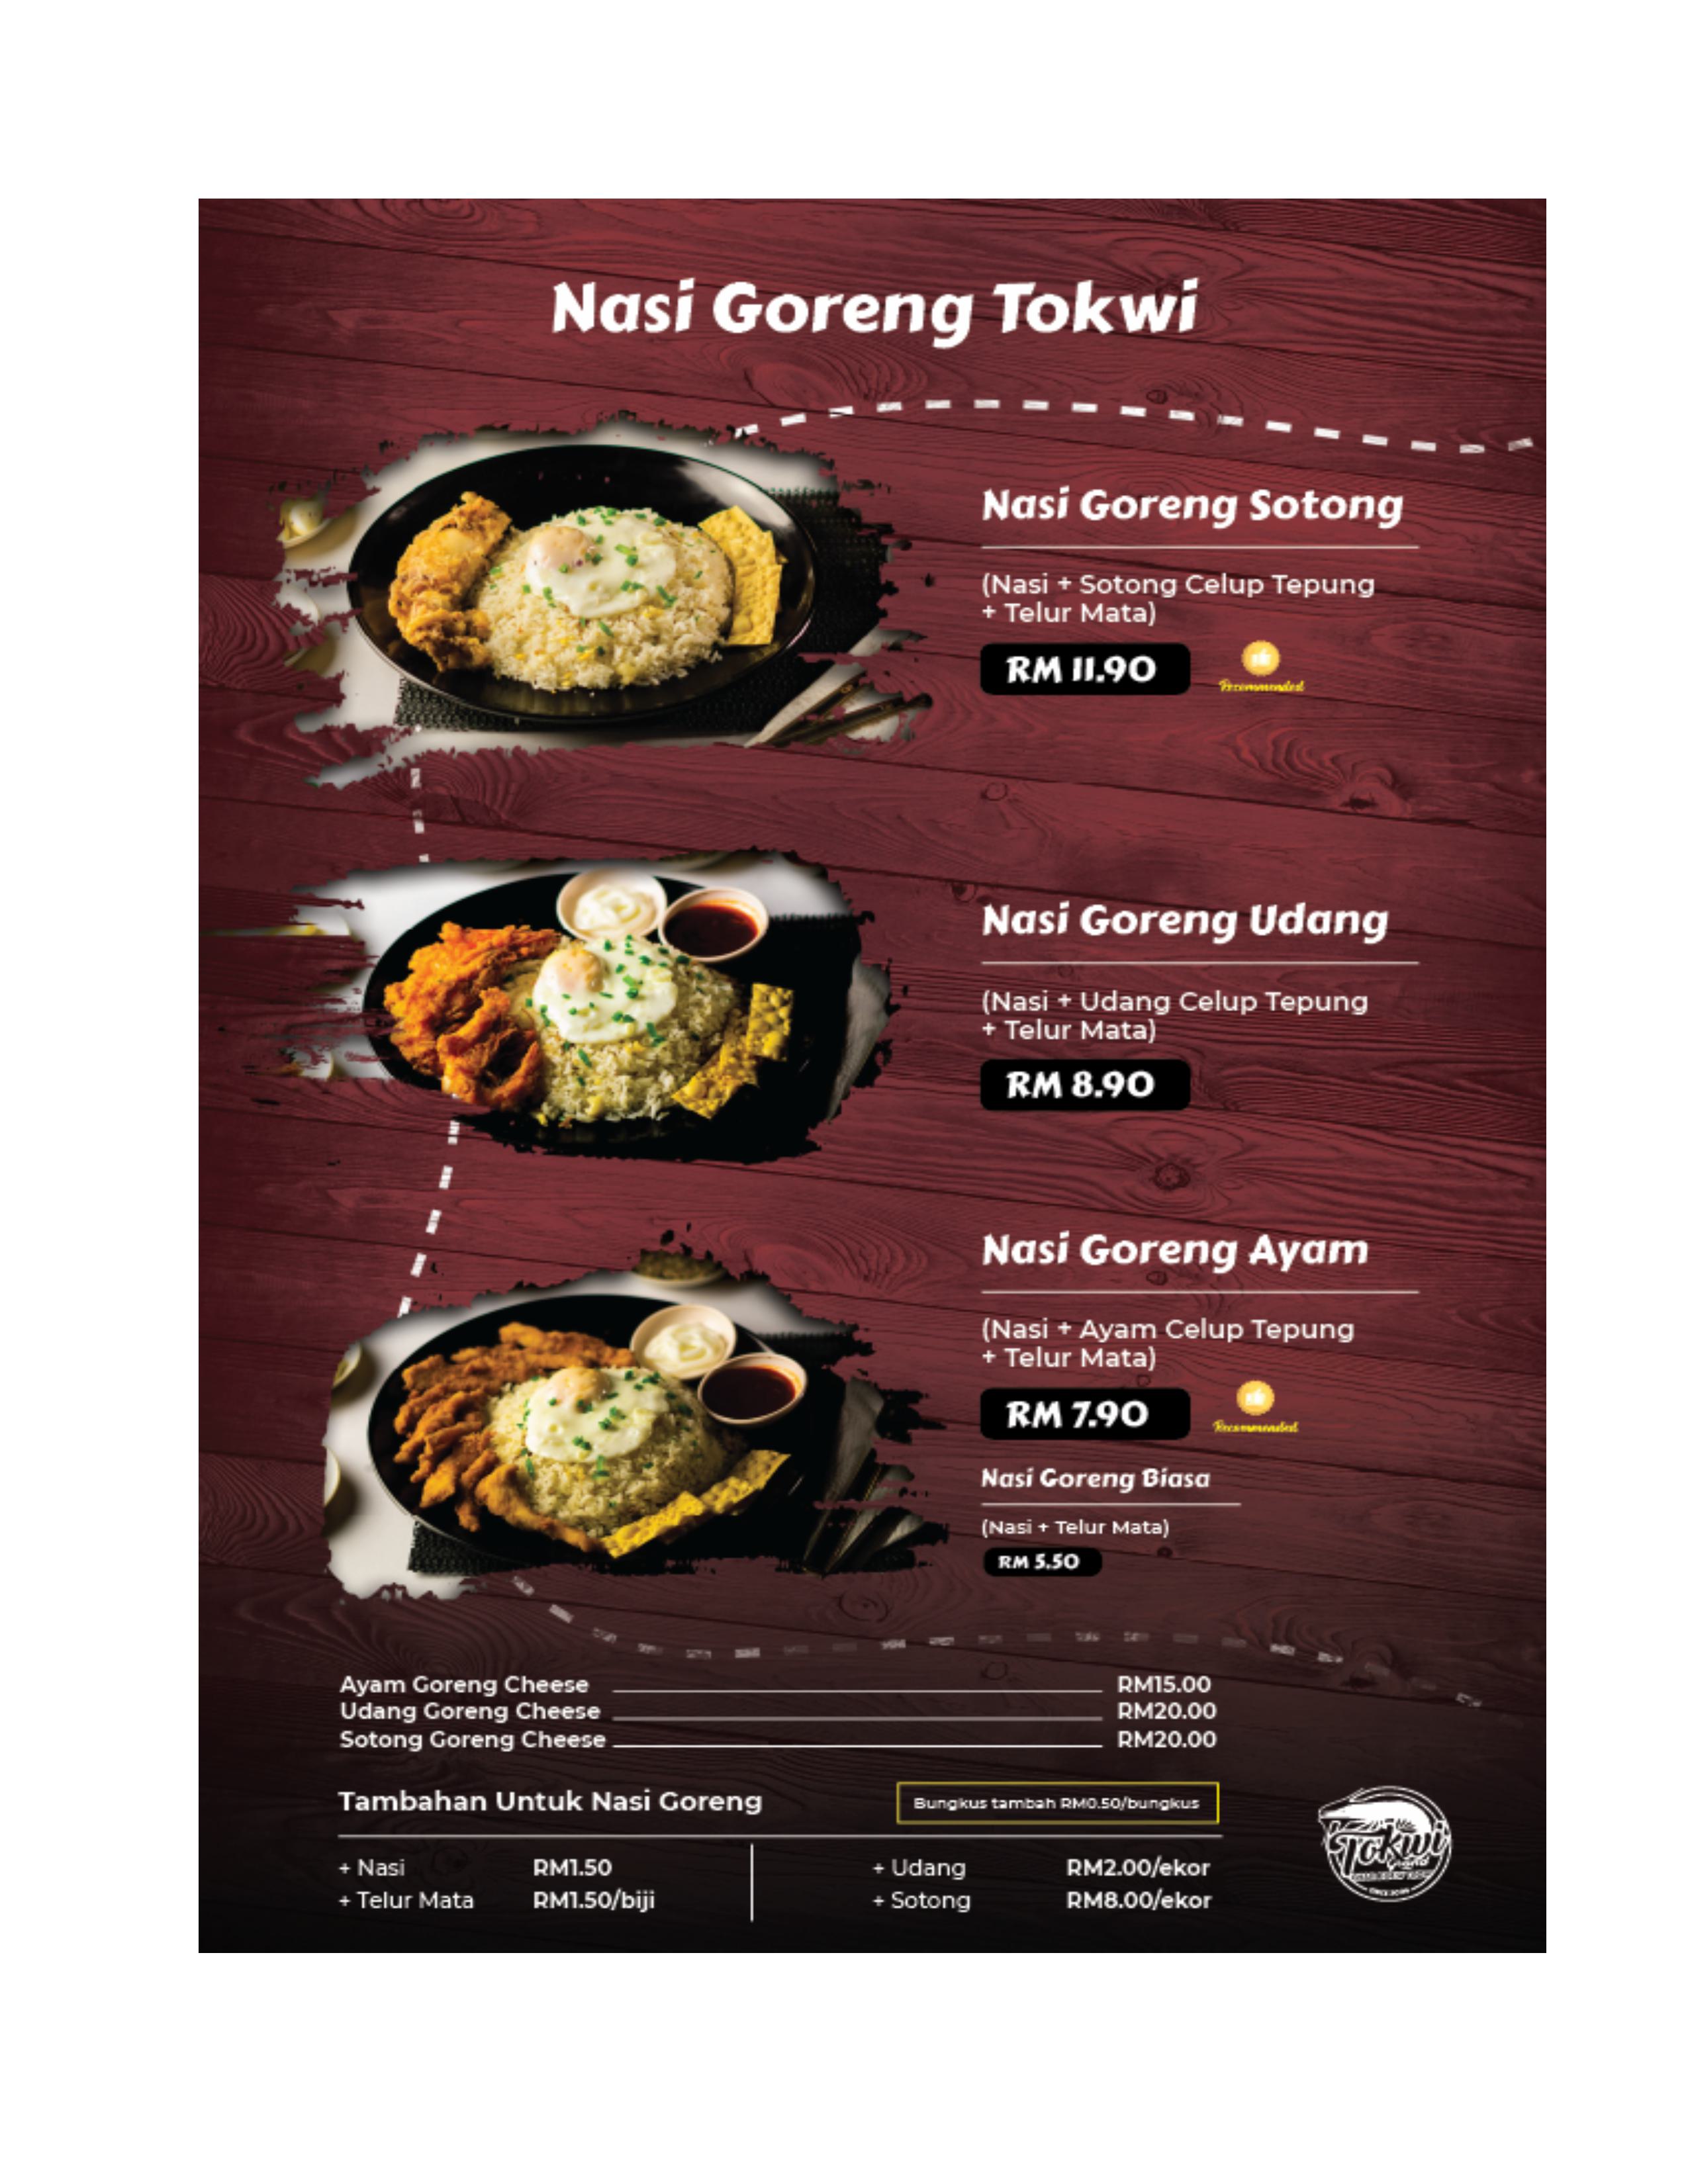 Nasi Goreng Tokwi
Nasi Goreng Sotong
(Nasi + Sotong Celup Tepung
+ Telur Mata)
RM 11.90
Recommended
Nasi Goreng Udang
(Nasi + Udang Celup Tepung
+ Telur Mata)
RM 8.90
Nasi Goreng Ayam
(Nasi + Ayam Celup Tepung
+ Telur Mata)
RM 7.90
Recommended
Nasi Goreng Biasa
(Nasi + Telur Mata)
RM 5.50
Ayam Goreng Cheese RM15.00
Udang Goreng Cheese RM20.00
Sotong Goreng Cheese RM20.00
Tambahan Untuk Nasi Goreng
Bungkus tambah RM0.50/bungkus
+ Nasi RM1.50
+ Telur Mata RM1.50/biji
+ Udang RM2.00/ekor
+ Sotong RM8.00/ekor
Tokwi